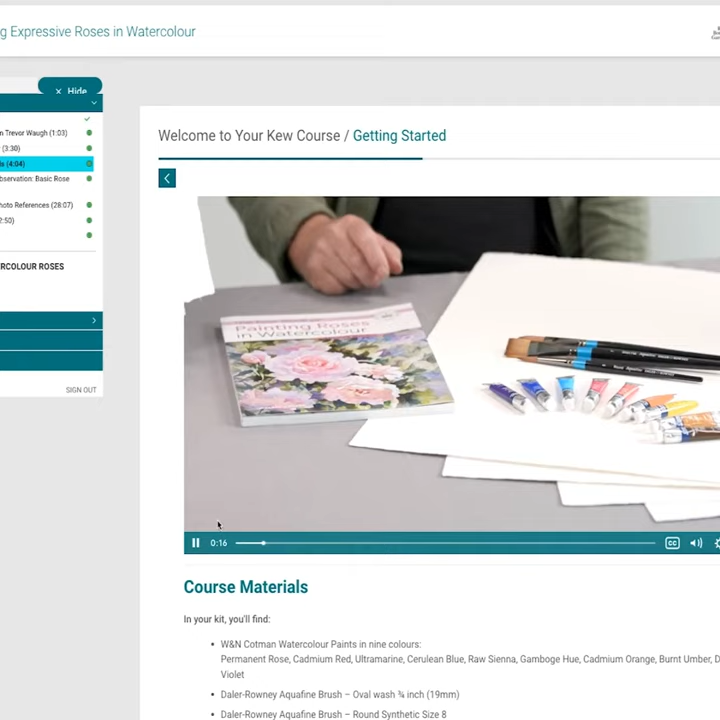 g Expressive Roses in Watercolour
× Hide
n Trevor Waugh (1:03)
(3:30)
ls (4:04)
bservation: Basic Rose
hoto References (28:07)
2:50)
RCOLOUR ROSES
SIGN OUT
Welcome to Your Kew Course / Getting Started
Painting Roses
in Watercolour
0:16
CC
Course Materials
In your kit, you'll find:
• W&N Cotman Watercolour Paints in nine colours:
Permanent Rose, Cadmium Red, Ultramarine, Cerulean Blue, Raw Sienna, Gamboge Hue, Cadmium Orange, Burnt Umber, D
Violet
• Daler-Rowney Aquafine Brush – Oval wash ¾ inch (19mm)
• Daler-Rowney Aquafine Brush – Round Synthetic Size 8